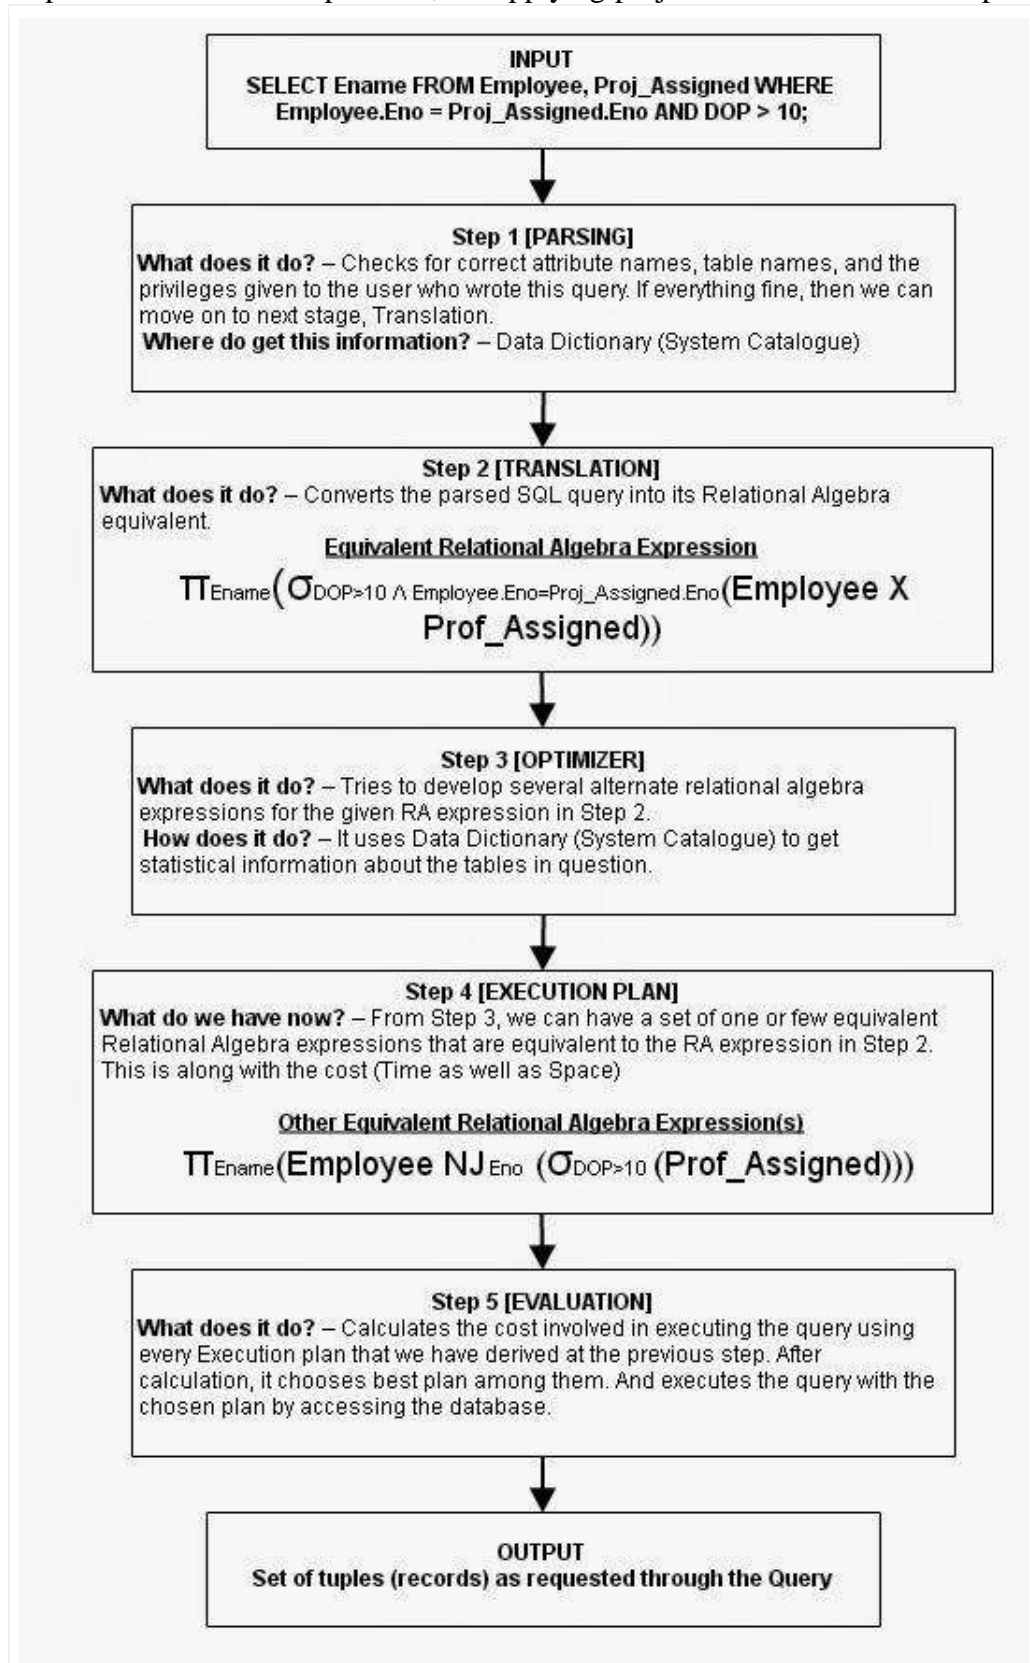 INPUT
SELECT Ename FROM Employee, Proj_Assigned WHERE
Employee.Eno = Proj_Assigned.Eno AND DOP > 10;
Step 1 [PARSING]
What does it do? – Checks for correct attribute names, table names, and the
privileges given to the user who wrote this query. If everything fine, then we can
move on to next stage, Translation.
Where do get this information? – Data Dictionary (System Catalogue)
Step 2 [TRANSLATION]
What does it do? – Converts the parsed SQL query into its Relational Algebra
equivalent.
Equivalent Relational Algebra Expression
πEname(σDOP>10 Λ Employee.Eno=Proj_Assigned.Eno(Employee X
Prof_Assigned))
Step 3 [OPTIMIZER]
What does it do? – Tries to develop several alternate relational algebra
expressions for the given RA expression in Step 2.
How does it do? – It uses Data Dictionary (System Catalogue) to get
statistical information about the tables in question.
Step 4 [EXECUTION PLAN]
What do we have now? – From Step 3, we can have a set of one or few equivalent
Relational Algebra expressions that are equivalent to the RA expression in Step 2.
This is along with the cost (Time as well as Space)
Other Equivalent Relational Algebra Expression(s)
πEname(Employee NJ Eno (σDOP>10 (Prof_Assigned)))
Step 5 [EVALUATION]
What does it do? – Calculates the cost involved in executing the query using
every Execution plan that we have derived at the previous step. After
calculation, it chooses best plan among them. And executes the query with the
chosen plan by accessing the database.
OUTPUT
Set of tuples (records) as requested through the Query